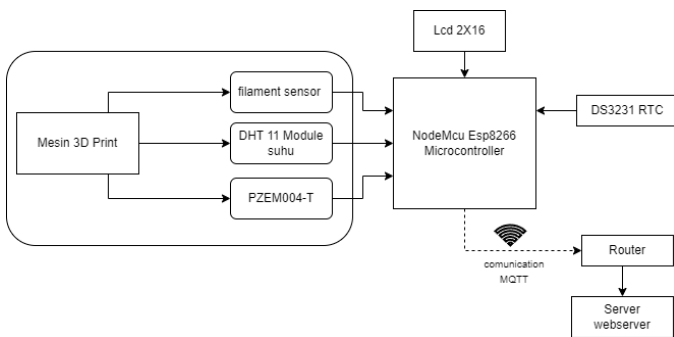 Lcd 2X16
filament sensor
Mesin 3D Print
DHT 11 Module
suhu
PZEM004-T
NodeMcu Esp8266
Microcontroller
DS3231 RTC
comunication
MQTT
Router
Server
webserver